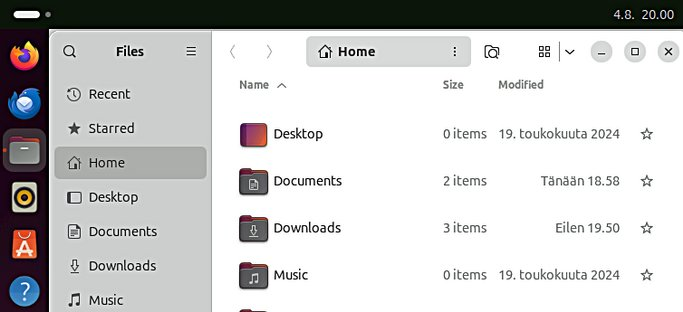 4.8. 20.00
Files
Home
Name Size Modified
Recent
Starred
Home
Desktop
Documents
Downloads
Music
Desktop 0 items 19. toukokuuta 2024
Documents 2 items Tänään 18.58
Downloads 3 items Eilen 19.50
Music 0 items 19. toukokuuta 2024